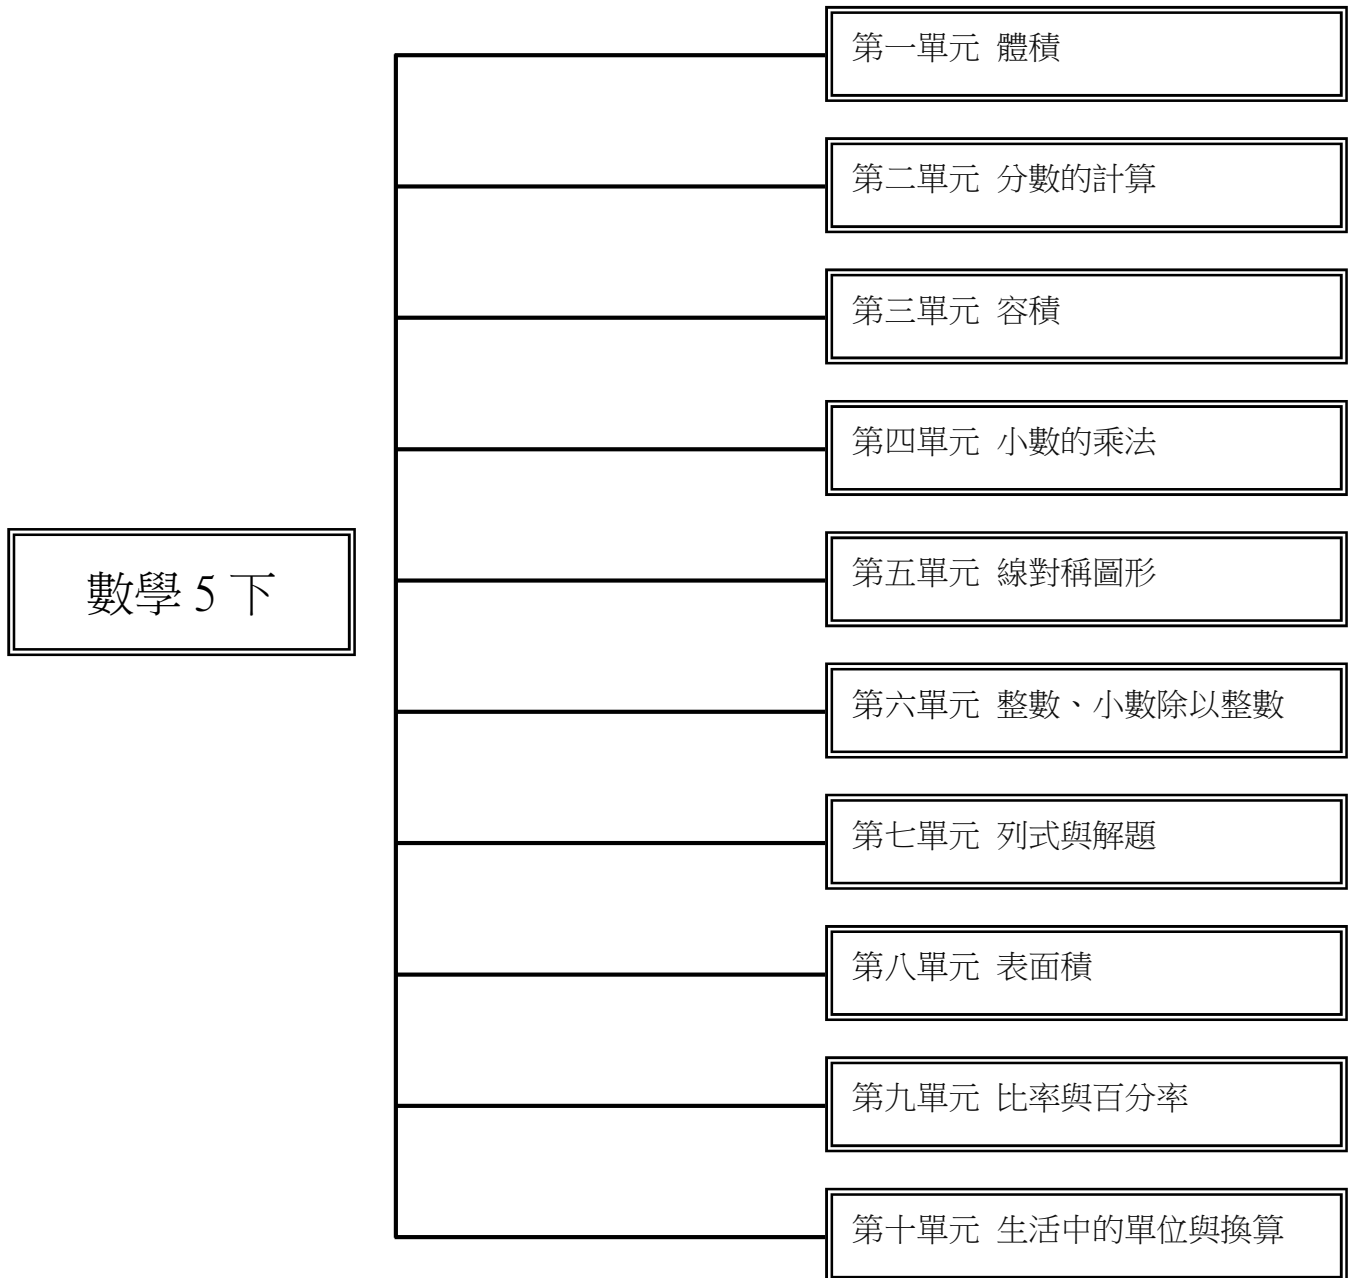 第一單元 體積
第二單元 分數的計算
第三單元 容積
第四單元 小數的乘法
數學 5 下
第五單元 線對稱圖形
第六單元 整數、小數除以整數
第七單元 列式與解題
第八單元 表面積
第九單元 比率與百分率
第十單元 生活中的單位與換算